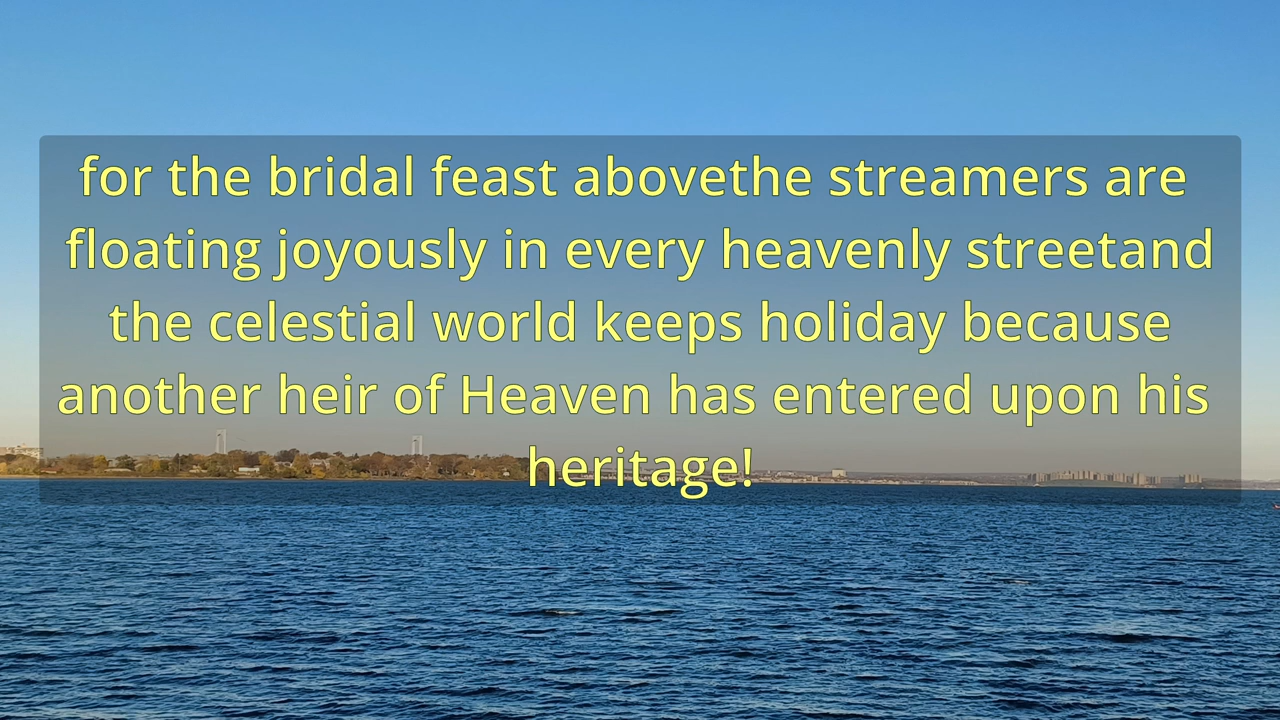 for the bridal feast abovethe streamers are
floating joyously in every heavenly streetand
the celestial world keeps holiday because
another heir of Heaven has entered upon his
heritage!